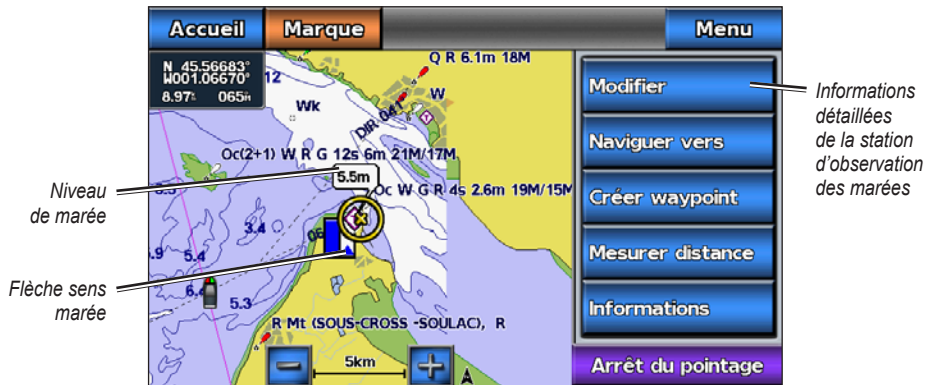 Accueil
Marque
Menu
N 45.56683°
W001.06670°
8.97
065
12
Q R 6.1m 18M
W
Wk
DIR 041
Oc(2+1) W R G 12s 6m 21M/17M
5.5m
Oc W G R 4s 2.6m 19M/15M
3.4
06
5.4
.9
6,4
5.3
R Mt (SOUS-CROSS -SOULAC), R
5km
Modifier
Naviguer vers
Créer waypoint
Mesurer distance
Informations
Arrêt du pointage
Niveau
de marée
Flèche sens
marée
Informations
détaillées
de la station
d'observation
des marées